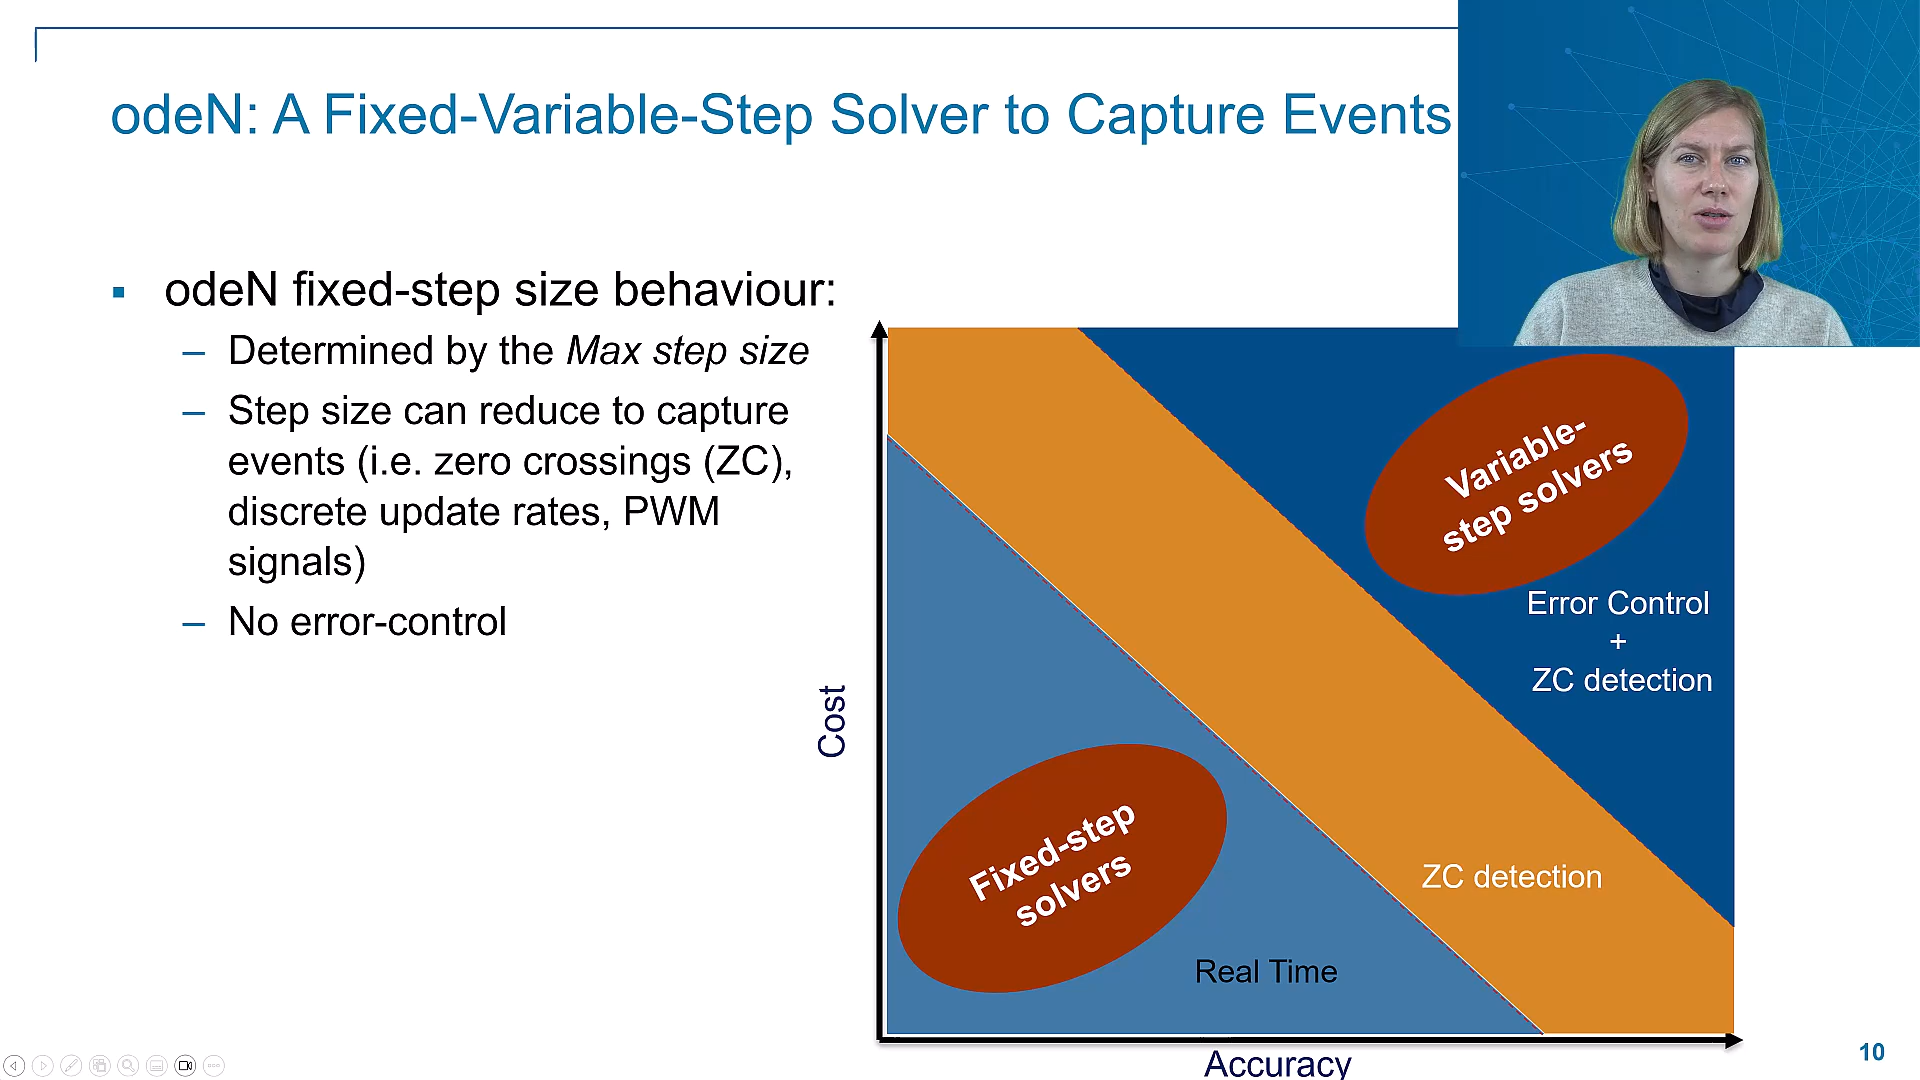 odeN: A Fixed-Variable-Step Solver to Capture Events
▪ odeN fixed-step size behaviour:
– Determined by the Max step size
– Step size can reduce to capture
events (i.e. zero crossings (ZC),
discrete update rates, PWM
signals)
– No error-control
Variable-
step solvers
Error Control
+
ZC detection
Cost
Fixed-step
solvers
ZC detection
Real Time
Accuracy
10